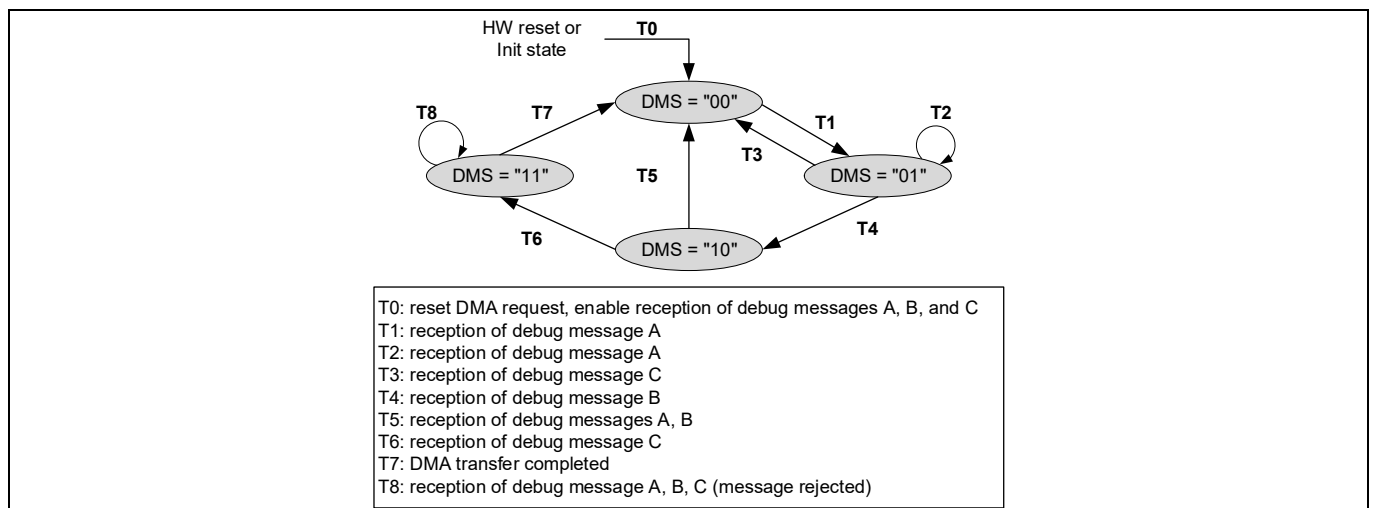 HW reset or
Init state
T0
DMS = "00"
T8
T7
T1
T2
T3
DMS = "11"
T5
DMS = "01"
T6
T4
DMS = "10"
T0: reset DMA request, enable reception of debug messages A, B, and C
T1: reception of debug message A
T2: reception of debug message A
T3: reception of debug message C
T4: reception of debug message B
T5: reception of debug messages A, B
T6: reception of debug message C
T7: DMA transfer completed
T8: reception of debug message A, B, C (message rejected)